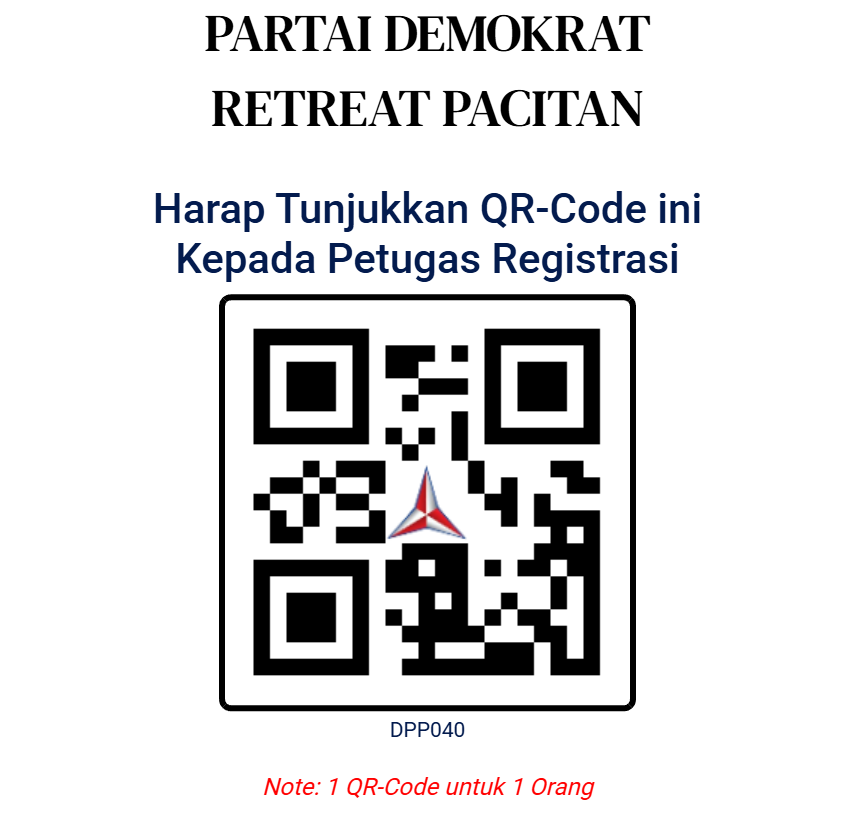 PARTAI DEMOKRAT
RETREAT PACITAN
Harap Tunjukkan QR-Code ini
Kepada Petugas Registrasi
DPP040
Note: 1 QR-Code untuk 1 Orang